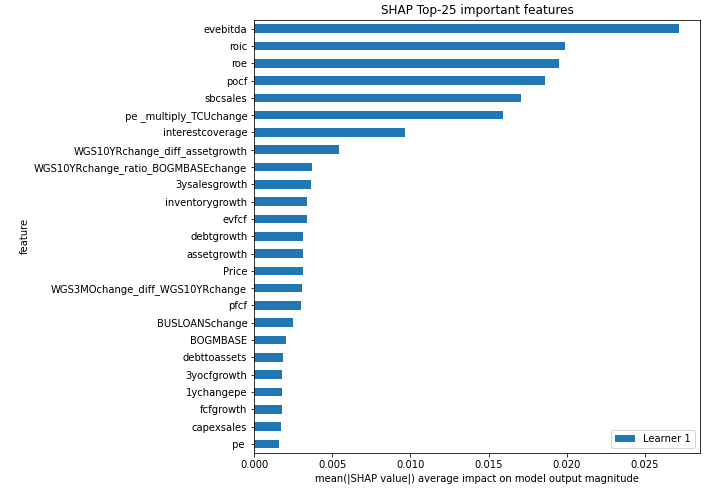 SHAP Top-25 important features
evebitda
roic
roe
pocf
sbcsales
pe _multiply_TCUchange
interestcoverage
WGS10YRchange_diff_assetgrowth
WGS10YRchange_ratio_BOGMBASEchange
3ysalesgrowth
inventorygrowth
evfcf
debtgrowth
assetgrowth
Price
WGS3MOchange_diff_WGS10YRchange
pfcf
BUSLOANSchange
BOGMBASE
debttoassets
3yocfgrowth
1ychangepe
fcfgrowth
capexsales
pe
feature
Learner 1
0.000 0.005 0.010 0.015 0.020 0.025
mean(|SHAP value|) average impact on model output magnitude